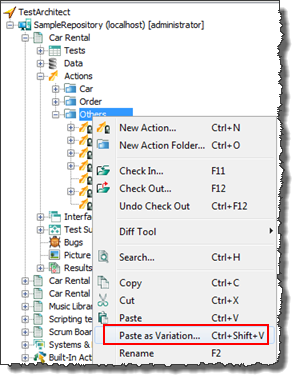 TestArchitect
SampleRepository (localhost) [administrator]
Car Rental
Tests
Data
Actions
Car
Order
Others
New Action... Ctrl+N
New Action Folder... Ctrl+O
Check In... F11
Check Out... F12
Undo Check Out Ctrl+F12
Interfa
Diff Tool
Test Su
Bugs
Search... Ctrl+H
Picture
Results
Copy Ctrl+C
Car Rental
Cut Ctrl+X
Car Rental
Music Librar
Paste Ctrl+V
Scripting te
Paste as Variation... Ctrl+Shift+V
Scrum Boar
Systems &
Rename F2
Built-In Act